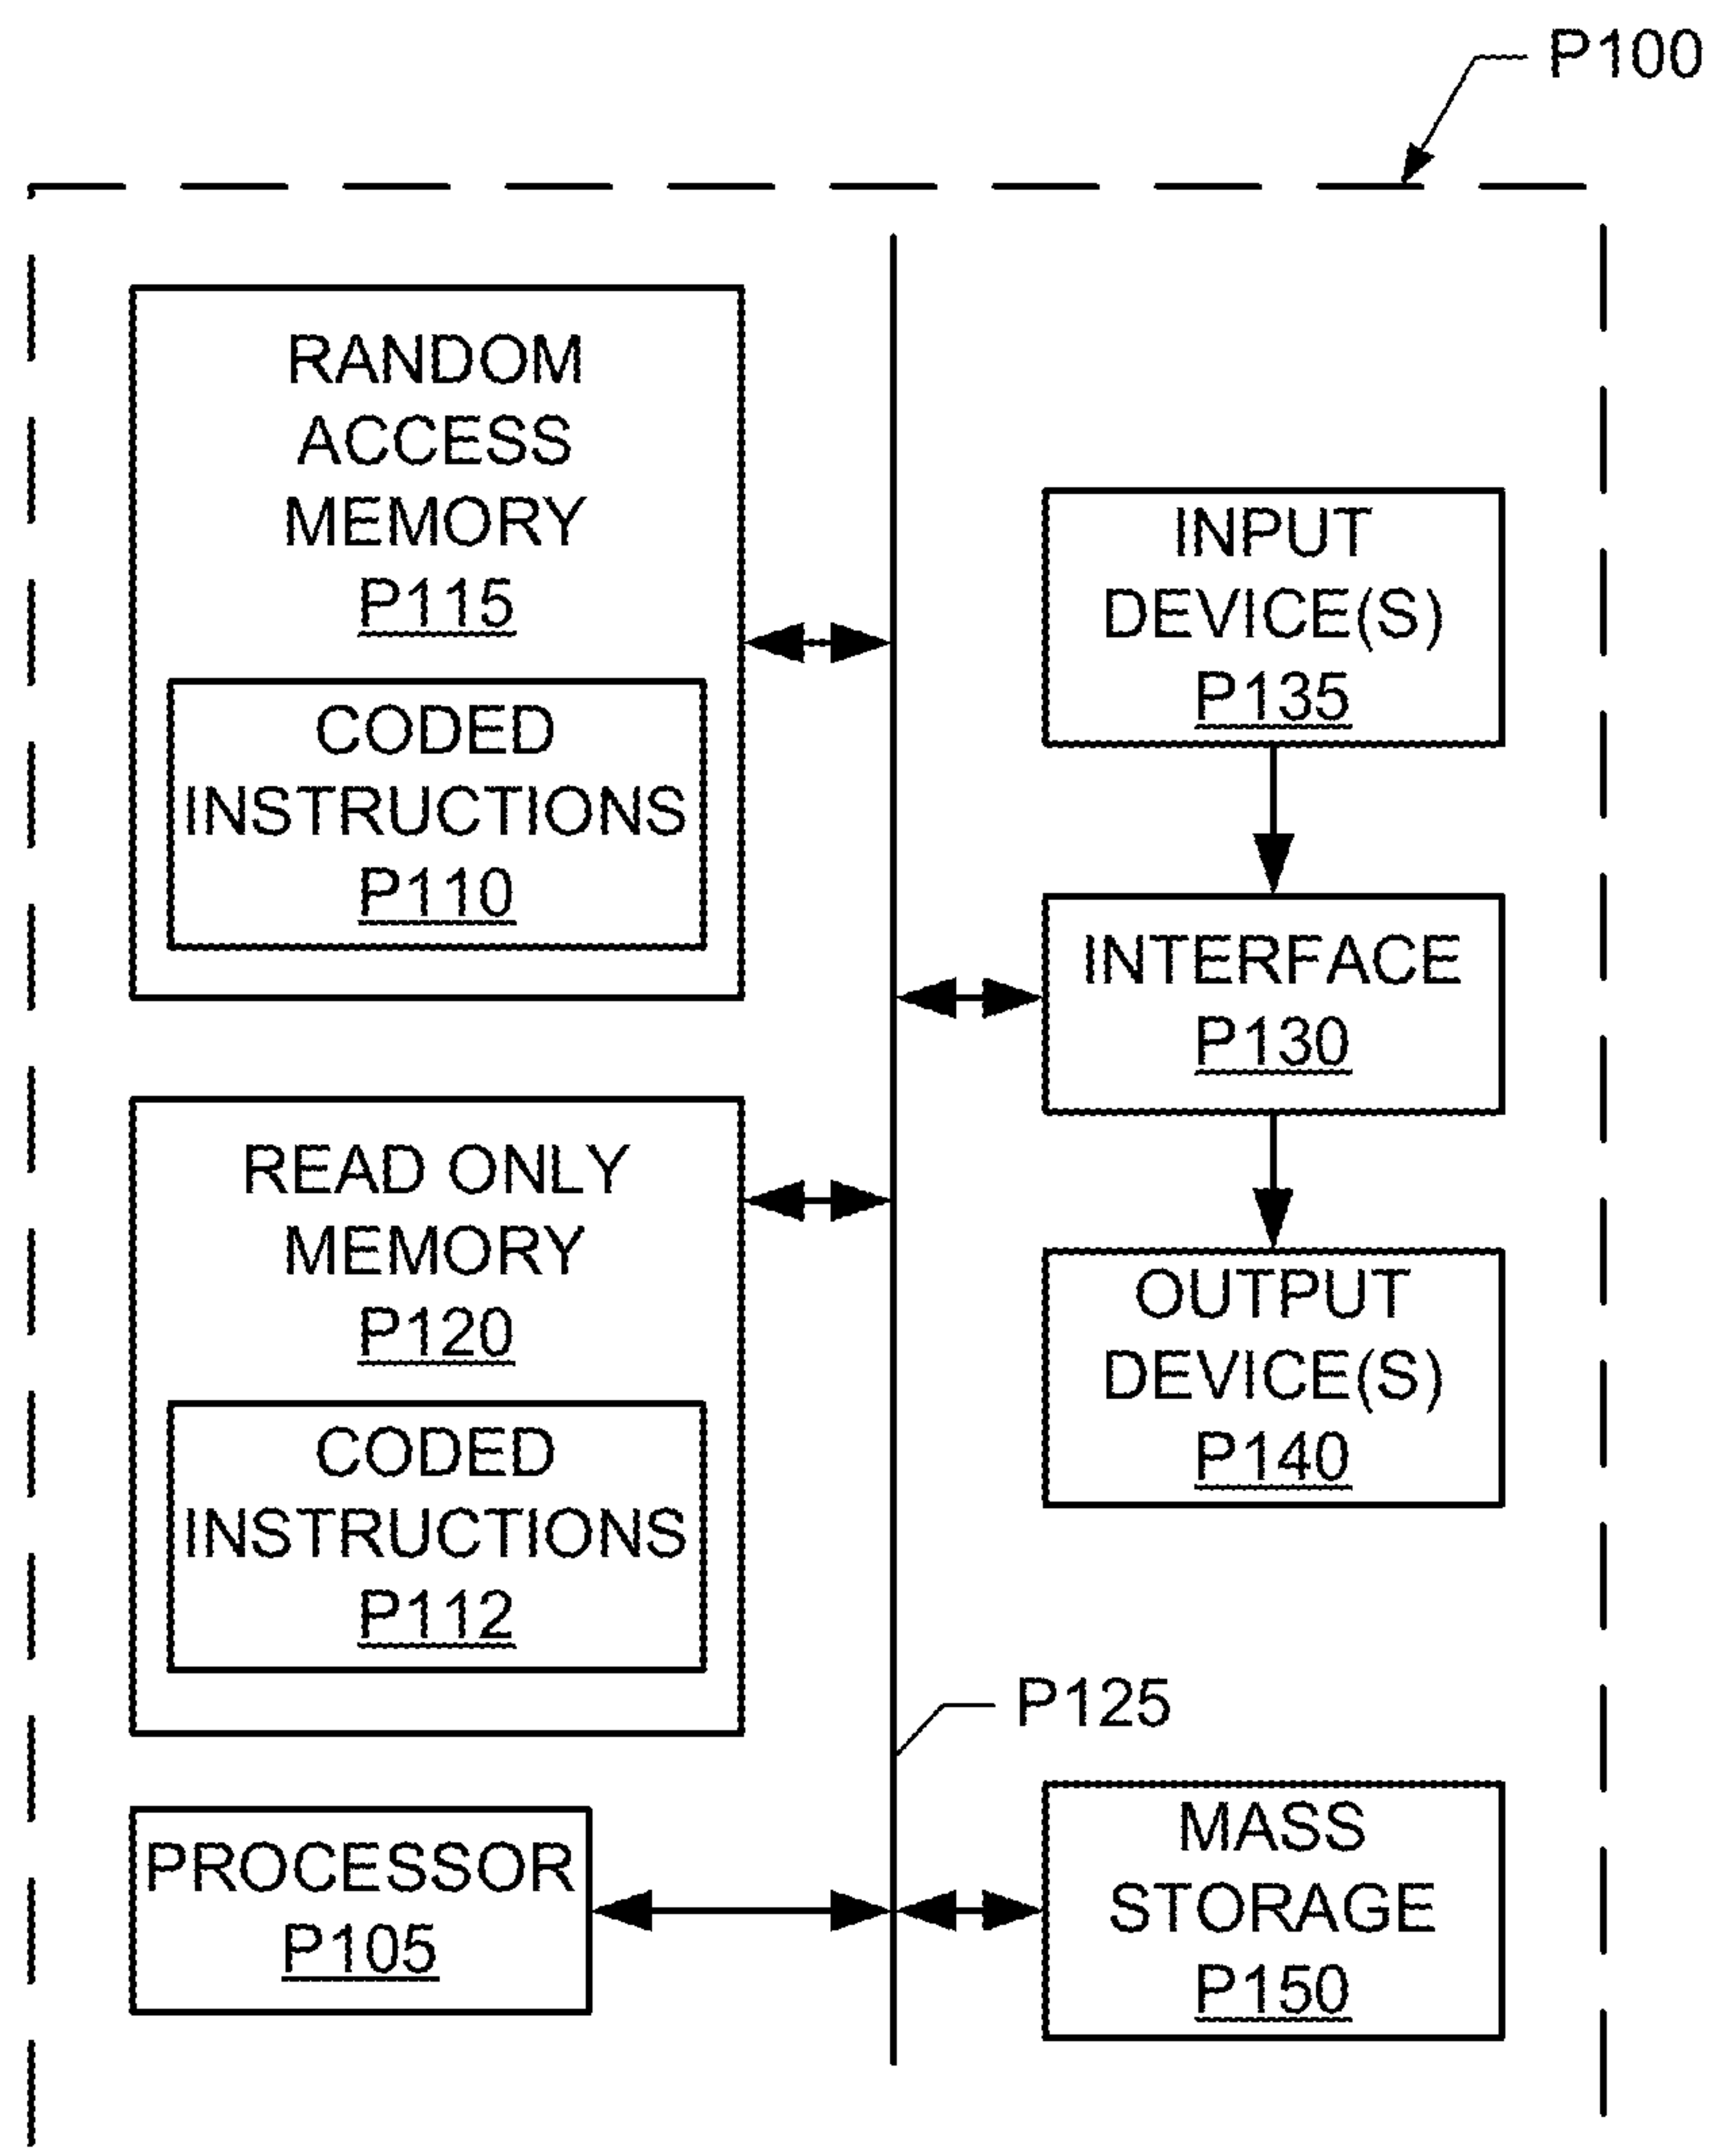 P100
RANDOM
ACCESS
MEMORY
P115
CODED
INSTRUCTIONS
P110
READ ONLY
MEMORY
P120
CODED
INSTRUCTIONS
P112
PROCESSOR
P105
INPUT
DEVICE(S)
P135
INTERFACE
P130
OUTPUT
DEVICE(S)
P140
P125
MASS
STORAGE
P150